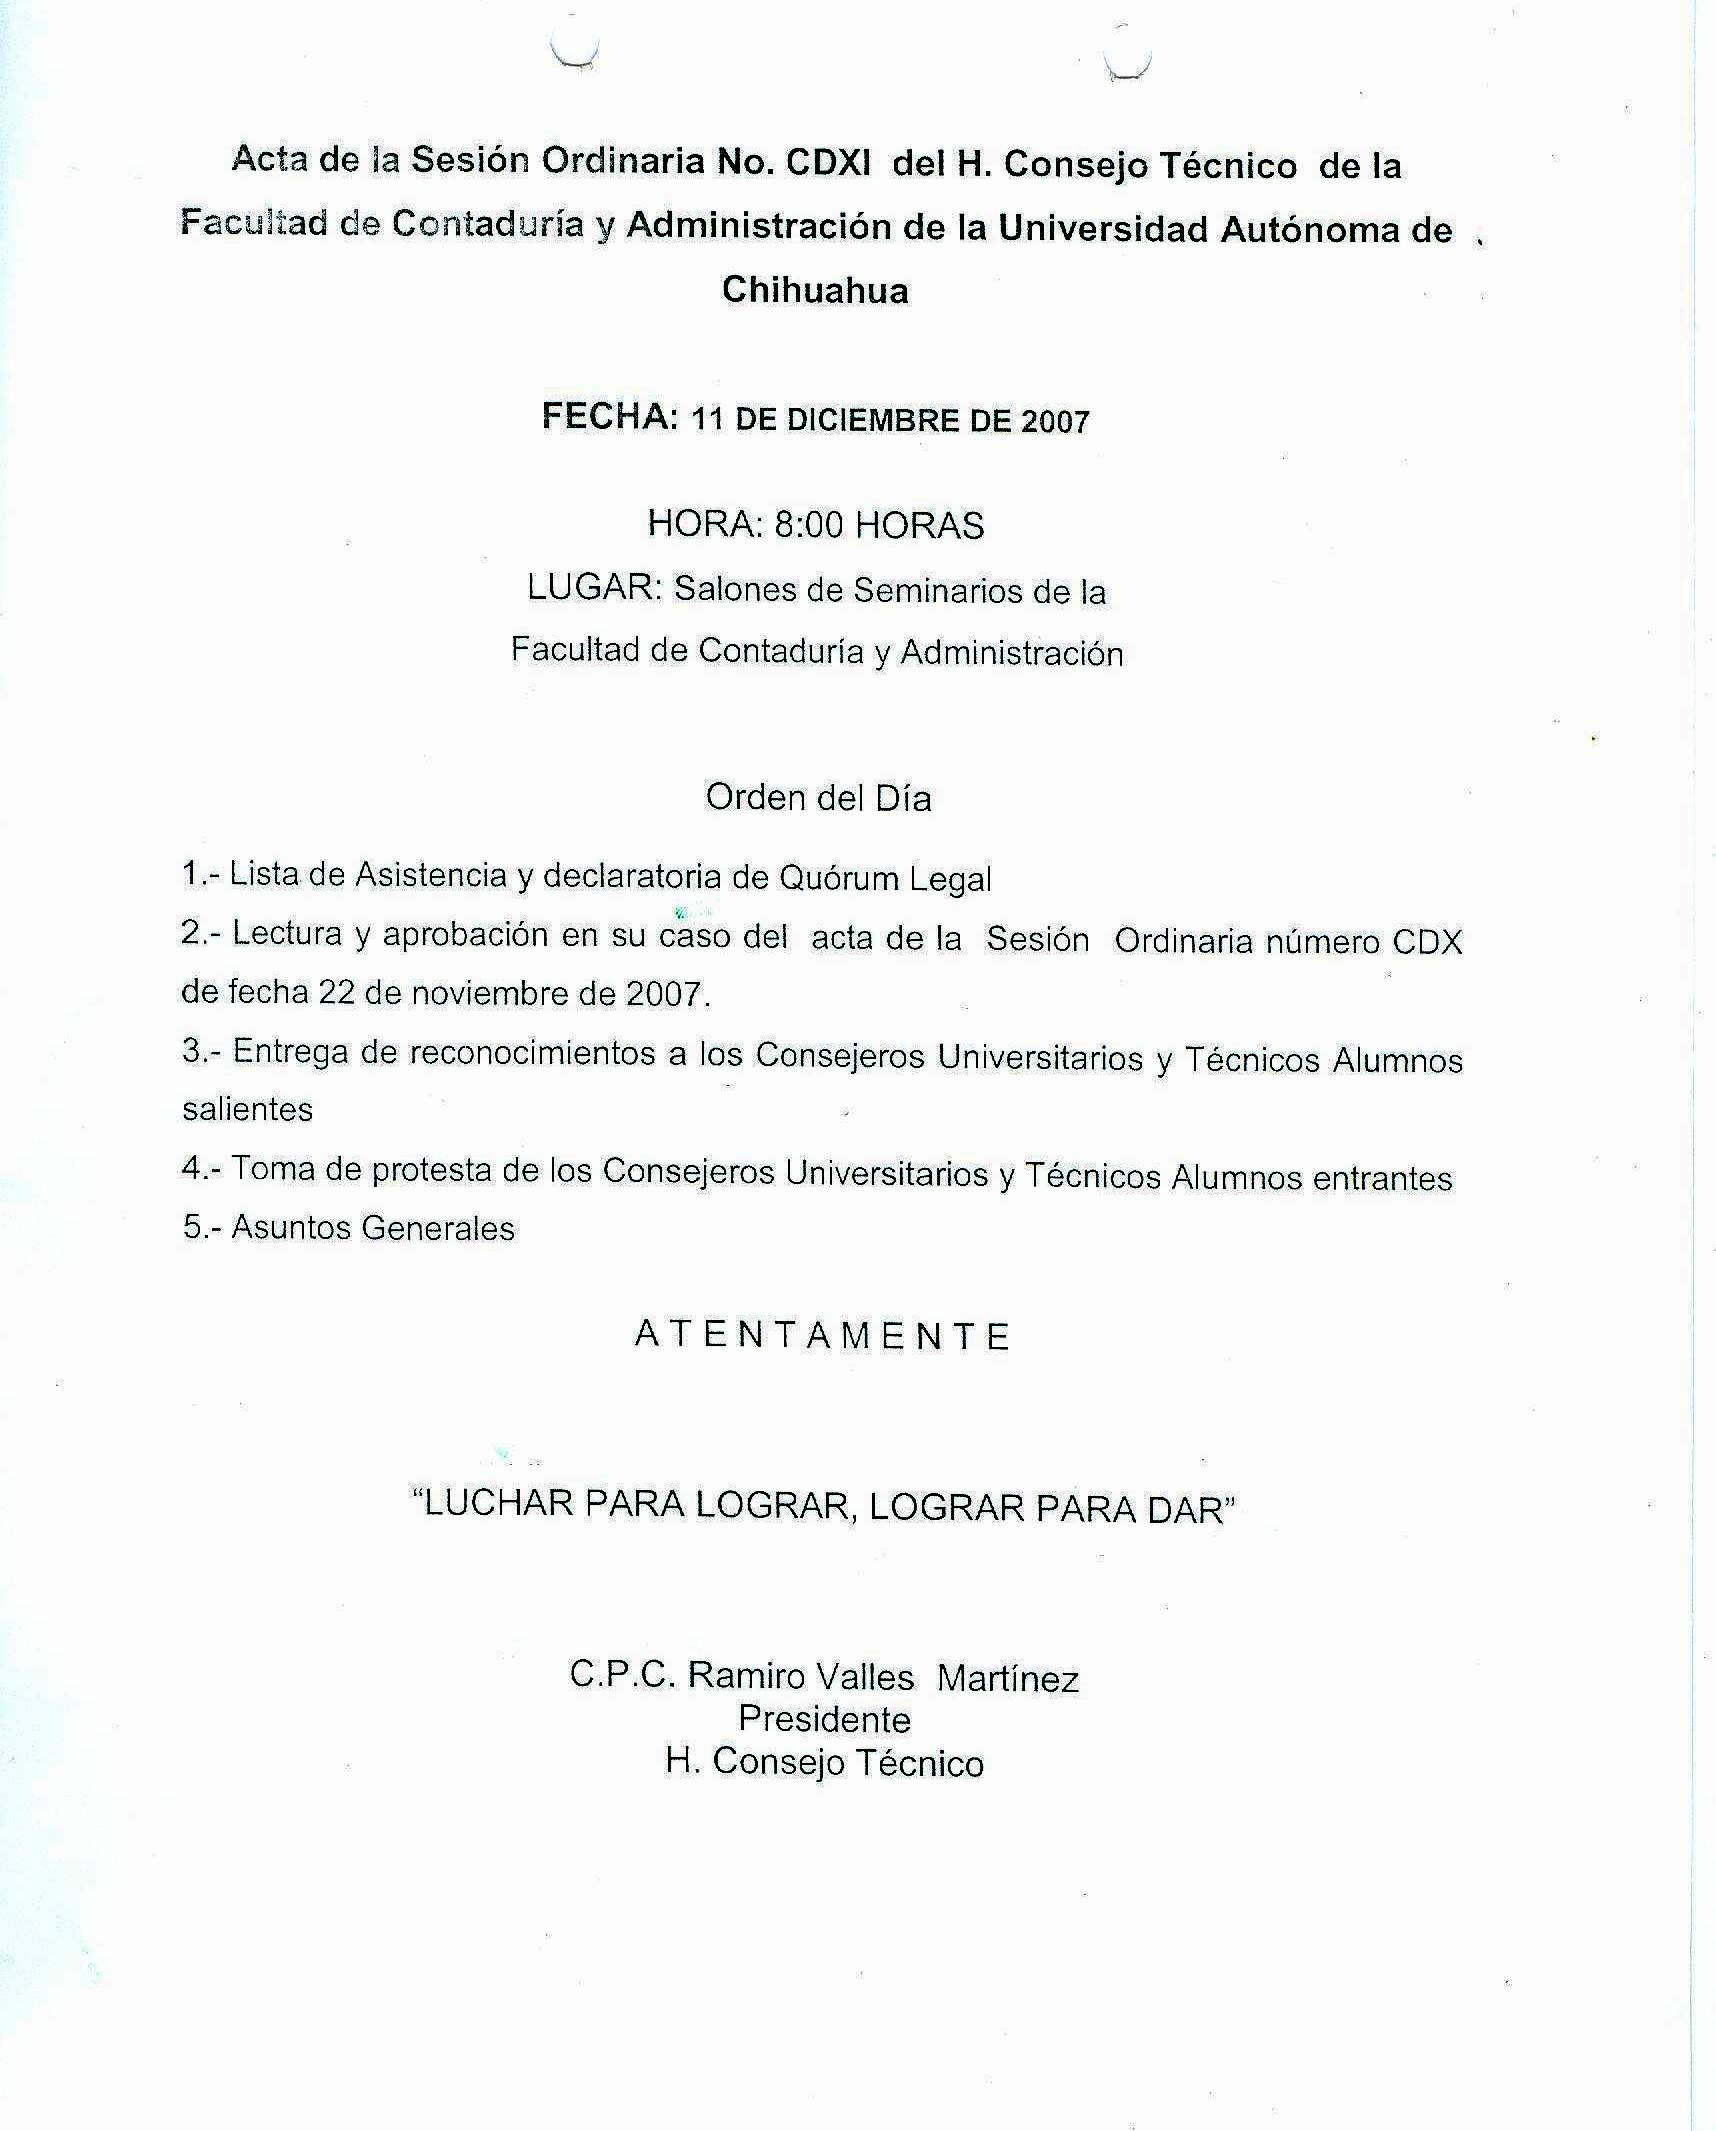 Acta de la Sesión Ordinaria No. CDXI del H. Consejo Técnico de la
Facultad de Contaduría y Administración de la Universidad Autónoma de
Chihuahua
FECHA: 11 DE DICIEMBRE DE 2007
HORA: 8:00 HORAS
LUGAR: Salones de Seminarios de la
Facultad de Contaduría y Administración
Orden del Día
1.- Lista de Asistencia y declaratoria de Quórum Legal
2.- Lectura y aprobación en su caso del acta de la Sesión Ordinaria número CDX
de fecha 22 de noviembre de 2007.
3.- Entrega de reconocimientos a los Consejeros Universitarios y Técnicos Alumnos
salientes
4.- Toma de protesta de los Consejeros Universitarios y Técnicos Alumnos entrantes
5.- Asuntos Generales
A T E N T A M E N T E
“LUCHAR PARA LOGRAR, LOGRAR PARA DAR”
C.P.C. Ramiro Valles Martínez
Presidente
H. Consejo Técnico